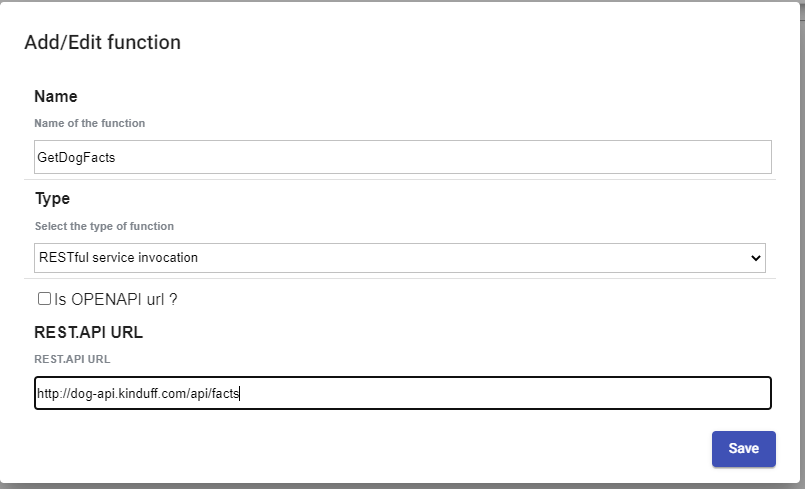 Add/Edit function
Name
Name of the function
GetDogFacts
Type
Select the type of function
RESTful service invocation
Is OPENAPI url ?
REST.API URL
REST.API URL
http://dog-api.kinduff.com/api/facts
Save